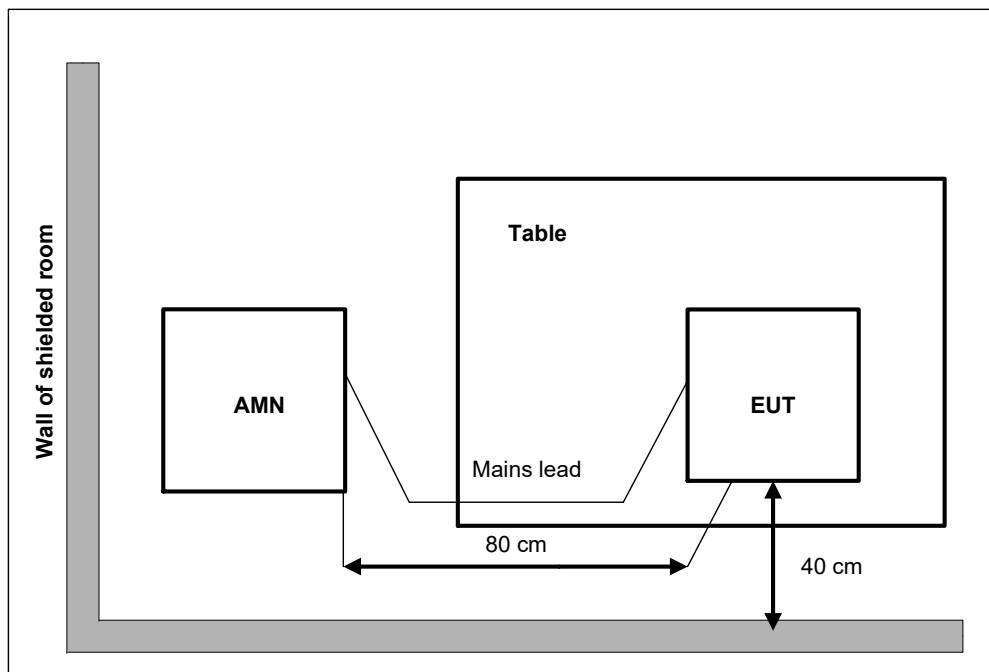 Wall of shielded room
Table
AMN
EUT
Mains lead
80 cm
40 cm